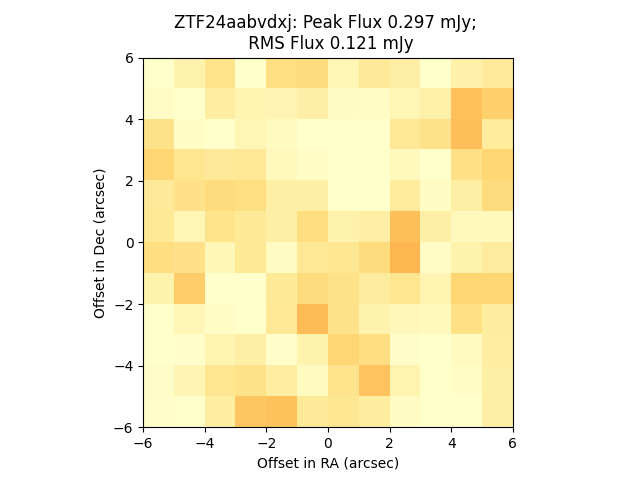 ZTF24aabvdxj: Peak Flux 0.297 mJy;
RMS Flux 0.121 mJy
6
4
2
0
−2
−4
−6
Offset in Dec (arcsec)
−6 −4 −2 0 2 4 6
Offset in RA (arcsec)